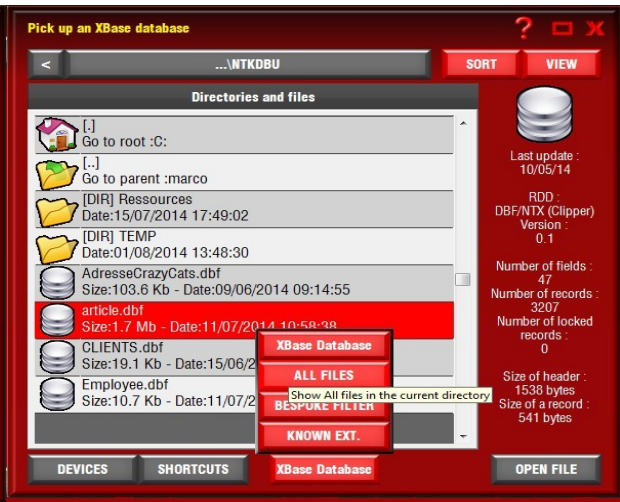 Pick up an XBase database
?
X
<
...\NTKDBU
SORT
VIEW
Directories and files
[.]
Go to root :C:
[..]
Go to parent :marco
[DIR] Ressources
Date:15/07/2014 17:49:02
[DIR] TEMP
Date:01/08/2014 13:48:30
AdresseCrazyCats.dbf
Size:103.6 Kb - Date:09/06/2014 09:14:55
article.dbf
Size:1.7 Mb - Date:11/07/2014 10:58:38
CLIENTS.dbf
Size:19.1 Kb - Date:15/06/2
Employee.dbf
Size:10.7 Kb - Date:11/07/2
XBase Database
ALL FILES
Show All files in the current directory
BESPOKE FILTER
KNOWN EXT.
Last update :
10/05/14
RDD :
DBF/NTX (Clipper)
Version :
0.1
Number of fields :
47
Number of records :
3207
Number of locked
records :
0
Size of header :
1538 bytes
Size of a record :
541 bytes
DEVICES
SHORTCUTS
XBase Database
OPEN FILE